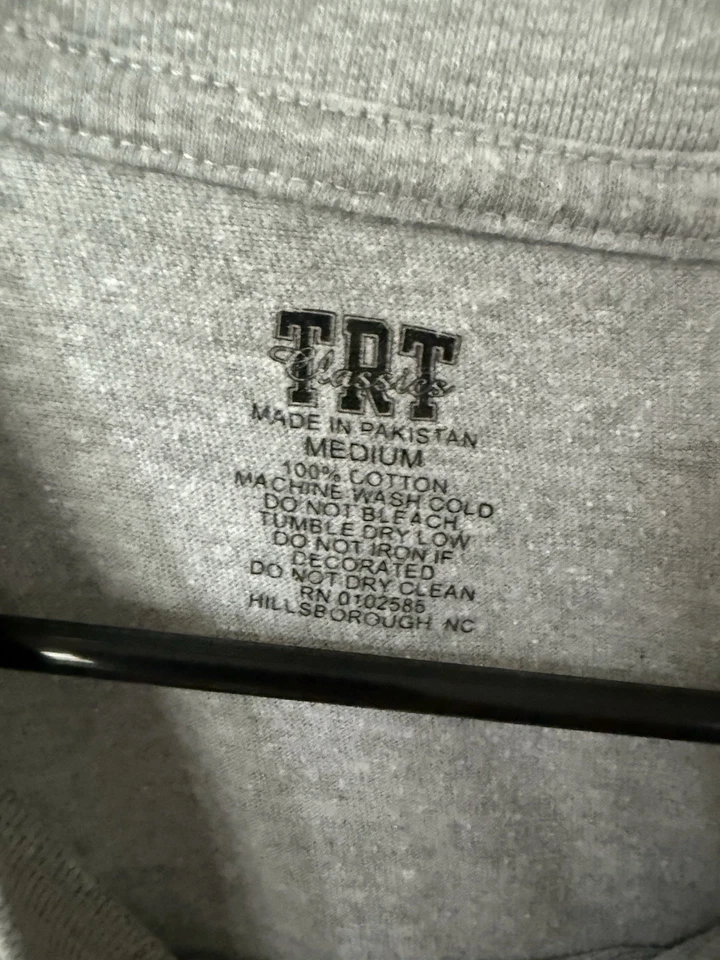 TRT
Classics
MADE IN PAKISTAN
MEDIUM
100% COTTON
MACHINE WASH COLD
DO NOT BLEACH
TUMBLE DRY LOW
DO NOT IRON IF
DECORATED
DO NOT DRY CLEAN
RN 0102585
HILLSBOROUGH NC